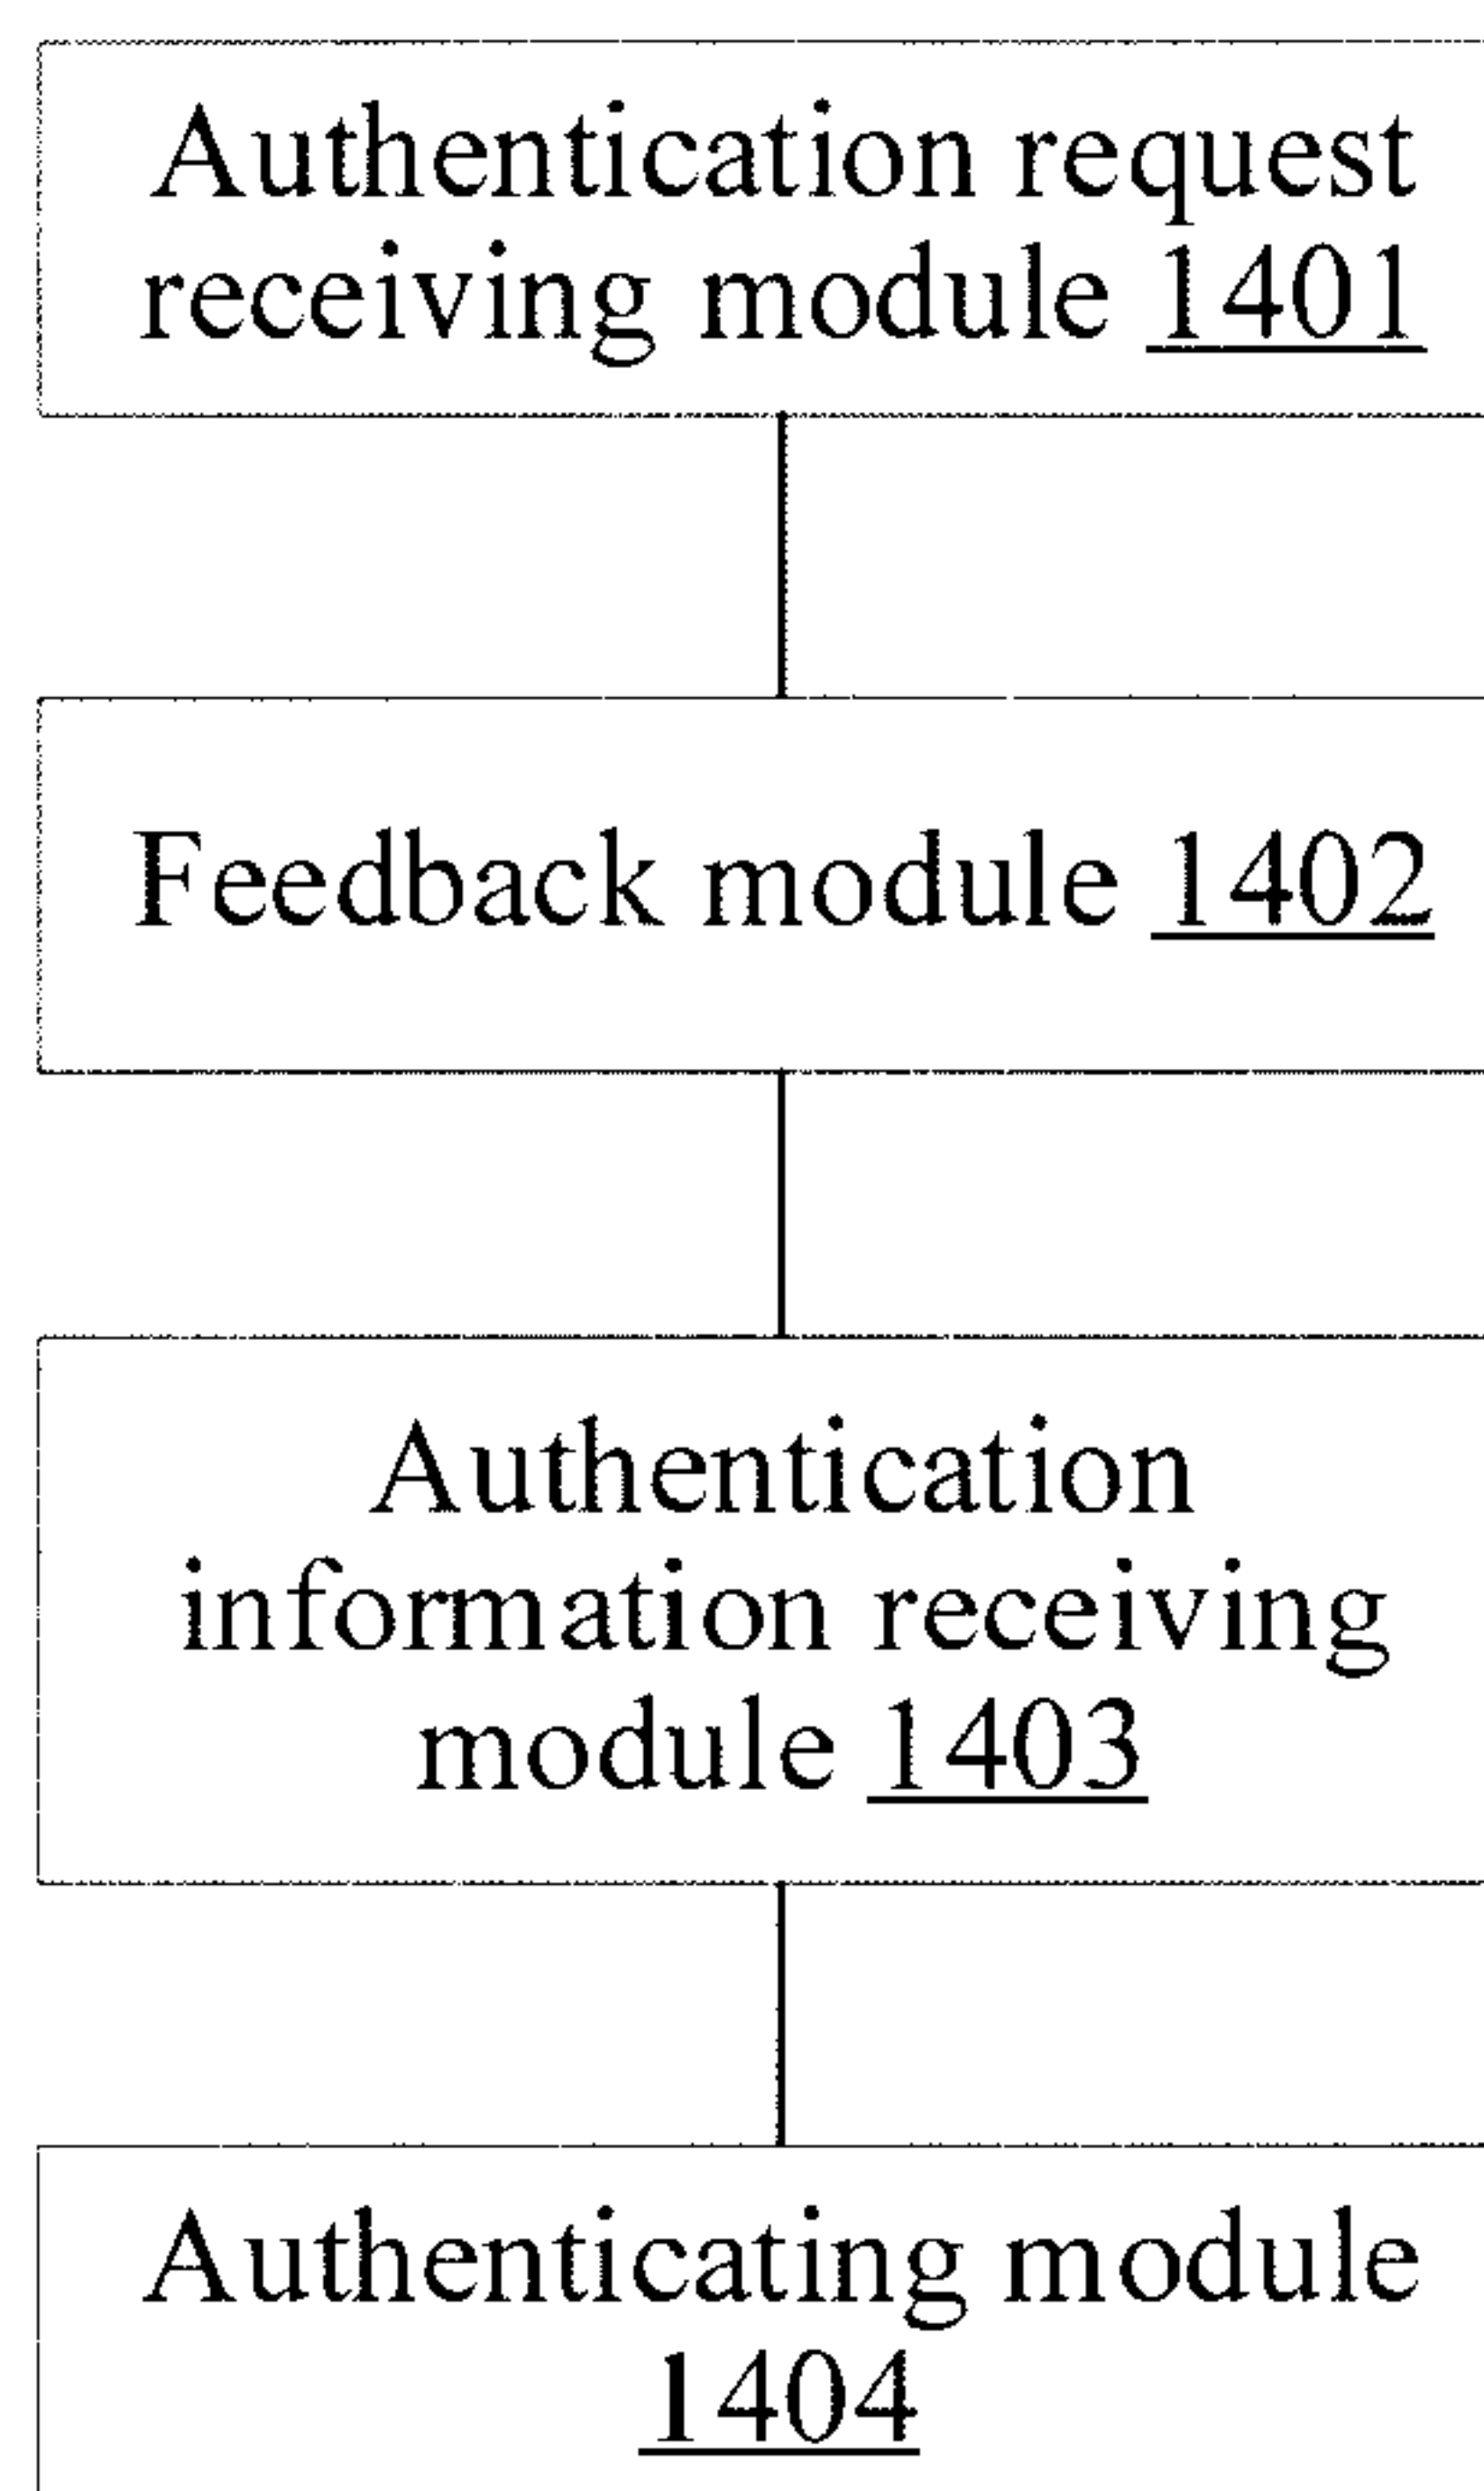 Authentication request
receiving module 1401
Feedback module 1402
Authentication
information receiving
module 1403
Authenticating module
1404